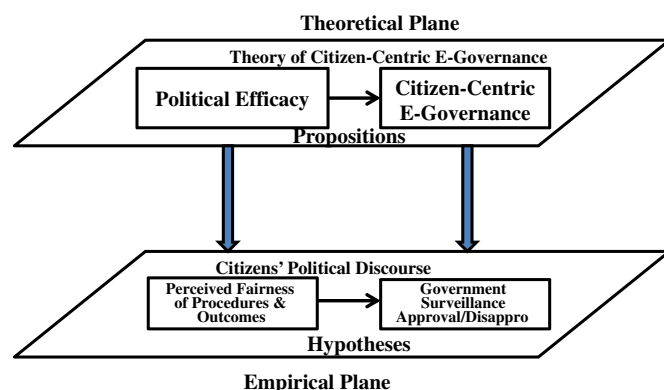 Theoretical Plane
Theory of Citizen-Centric E-Governance
Political Efficacy
Citizen-Centric
E-Governance
Propositions
Citizens' Political Discourse
Perceived Fairness
of Procedures &
Outcomes
Government
Surveillance
Approval/Disappro
Hypotheses
Empirical Plane